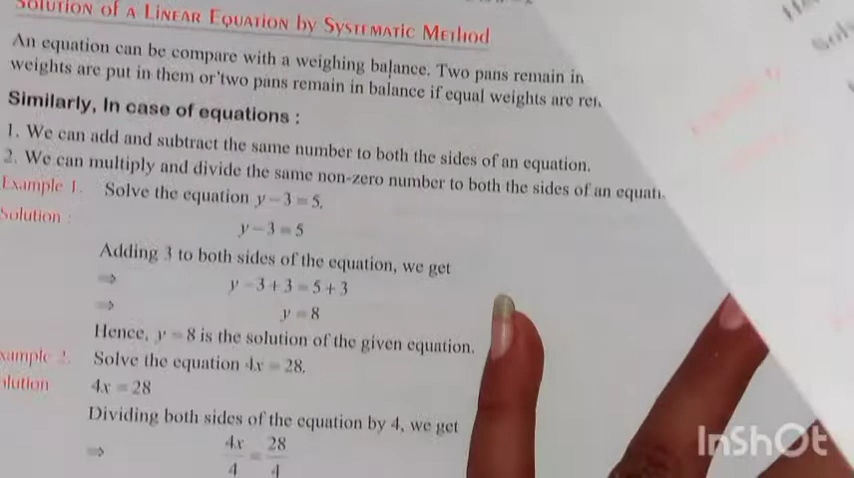 Solution of a Linear Equation by Systematic Method
An equation can be compare with a weighing balance. Two pans remain in
weights are put in them or two pans remain in balance if equal weights are
Similarly, In case of equations :
1. We can add and subtract the same number to both the sides of an equation.
2. We can multiply and divide the same non-zero number to both the sides of an
Example 1. Solve the equation y – 3 = 5.
Solution :
y – 3 = 5
Adding 3 to both sides of the equation, we get
⇒ y – 3 + 3 = 5 + 3
⇒ y = 8
Hence, y = 8 is the solution of the given equation.
Solve the equation 4x = 28.
4x = 28
Dividing both sides of the equation by 4, we get
⇒ 4x/4 = 28/4
InShOt